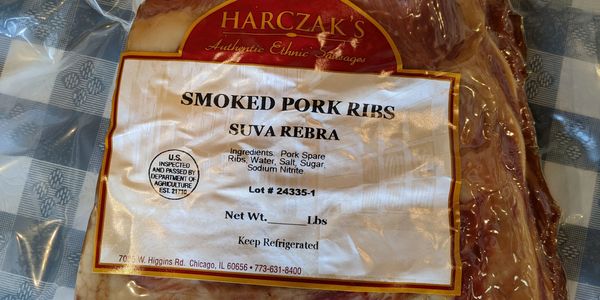 HARCZAK'S
Authentic Ethnic Sausages
SMOKED PORK RIBS
SUVA REBRA
Ingredients: Pork Spare
Ribs, Water, Salt, Sugar,
Sodium Nitrite.
U.S.
INSPECTED
AND PASSED BY
DEPARTMENT OF
AGRICULTURE
EST.
Lot # 24335-1
Net Wt.______Lbs
Keep Refrigerated
W. Higgins Rd. Chicago, IL 60656 • 773-631-8400